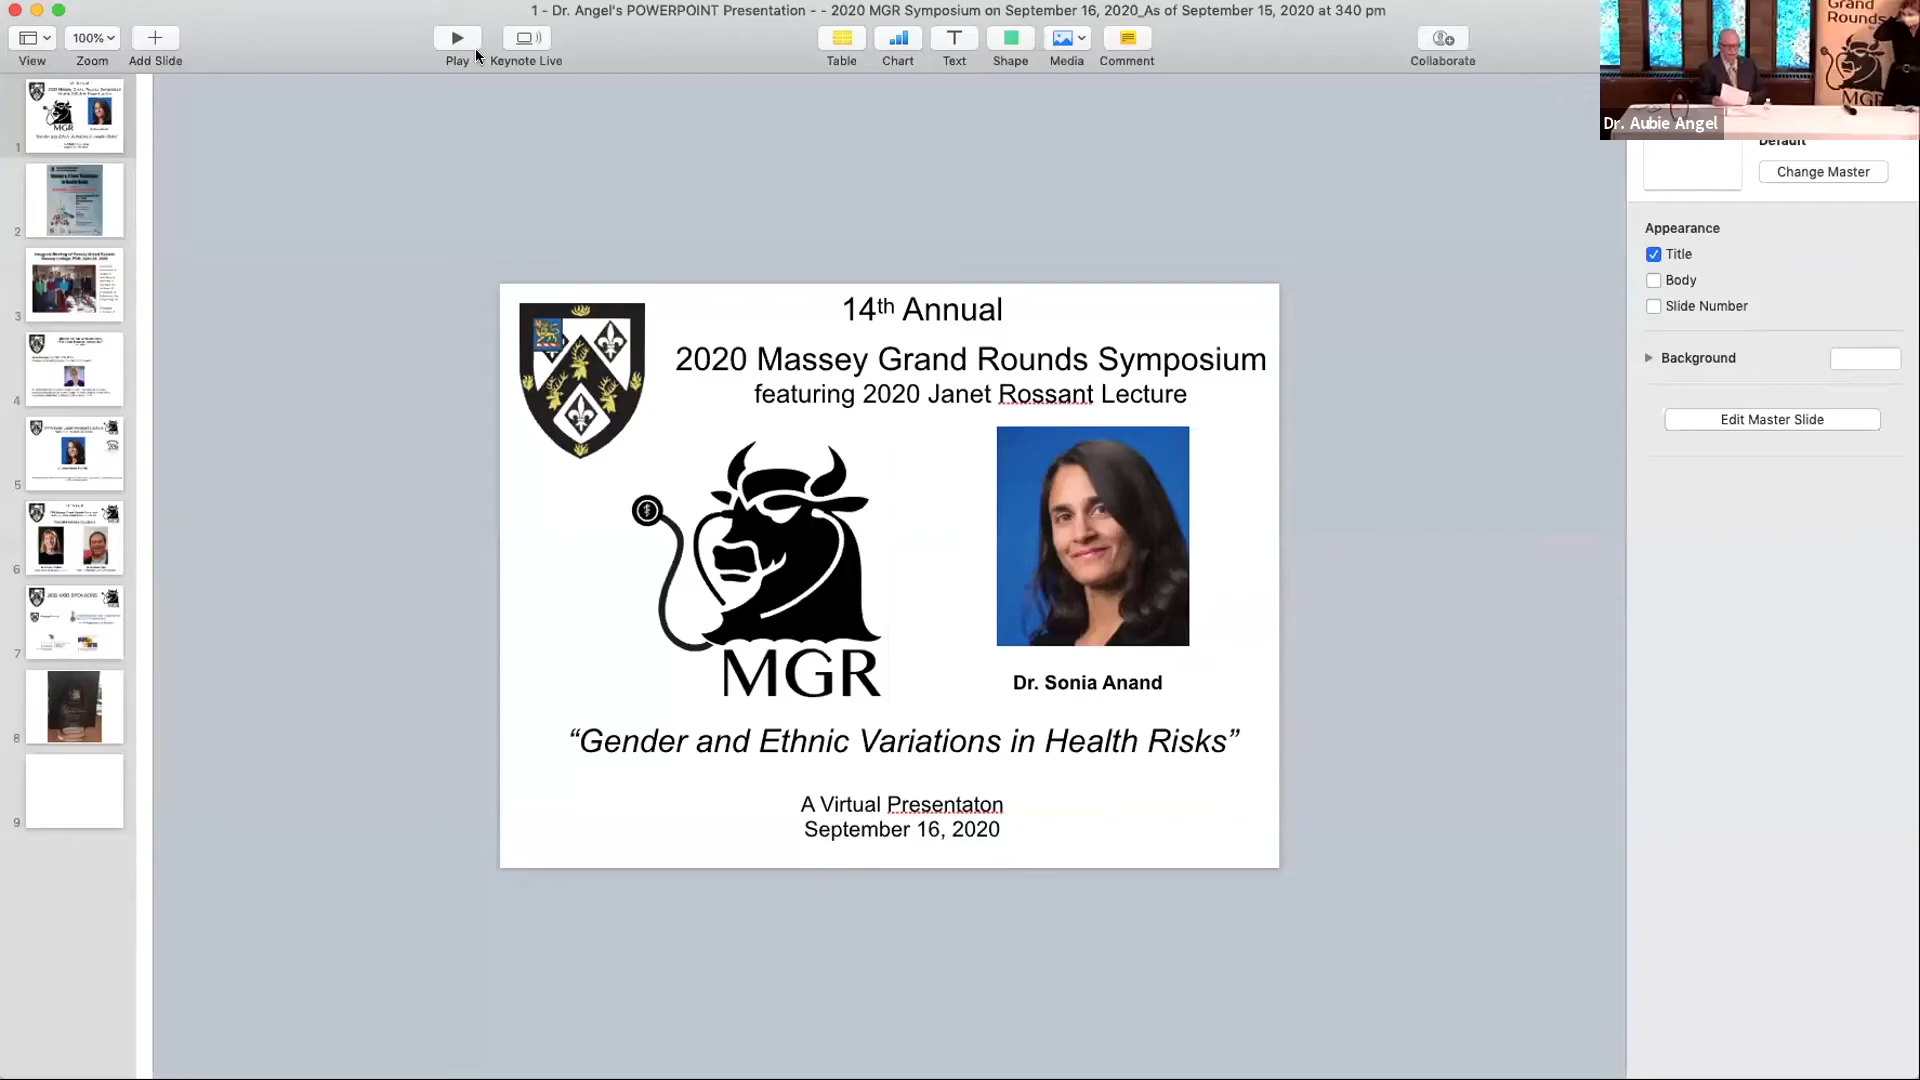 1 - Dr. Angel's POWERPOINT Presentation - - 2020 MGR Symposium on September 16, 2020_As of September 15, 2020 at 340 pm
100%
View
Zoom
Add Slide
Play
Keynote Live
Table
Chart
Text
Shape
Media
Comment
Collaborate
Grand
Rounds
MGR
Dr. Aubie Angel
1
2
3
4
5
6
7
8
9
MGR
2020 MGR SPONSORS
14th Annual
2020 Massey Grand Rounds Symposium
featuring 2020 Janet Rossant Lecture
MGR
Dr. Sonia Anand
“Gender and Ethnic Variations in Health Risks”
A Virtual Presentaton
September 16, 2020
Default
Change Master
Appearance
Title
Body
Slide Number
Background
Edit Master Slide